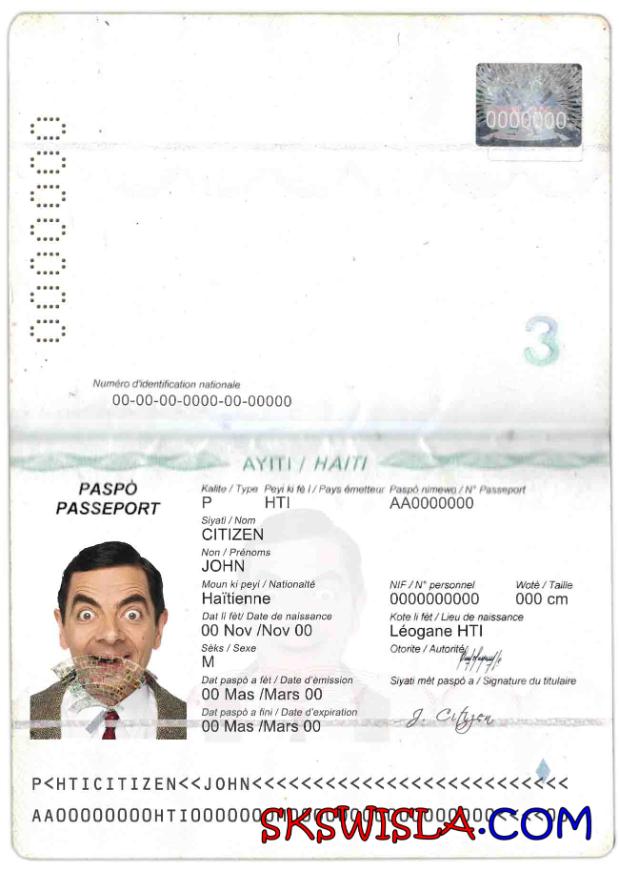 0000000
0000000
3
Numéro d'identification nationale
00-00-00-0000-00-00000
AYITI / HAITI
PASPÒ
PASSEPORT
Kalite / Type Peyi ki fè l / Pays émetteur Paspò nimewo / N° Passeport
P HTI AA0000000
Siyati / Nom
CITIZEN
Non / Prénoms
JOHN
Moun ki peyi / Nationalté NIF / N° personnel Wotè / Taille
Haïtienne 0000000000 000 cm
Dat li fèt/ Date de naissance Kote li fèt / Lieu de naissance
00 Nov /Nov 00 Léogane HTI
Sèks / Sexe Otorite / Autorité
M
Dat paspò a fèt / Date d'émission Siyati mèt paspò a / Signature du titulaire
00 Mas /Mars 00
Dat paspò a fini / Date d'expiration J. Citizen
00 Mas /Mars 00
P<HTICITIZEN<<JOHN<<<<<<<<<<<<<<<<<<<<<<<<<<
AA00000000HTI0000000
SKSWISLA.COM